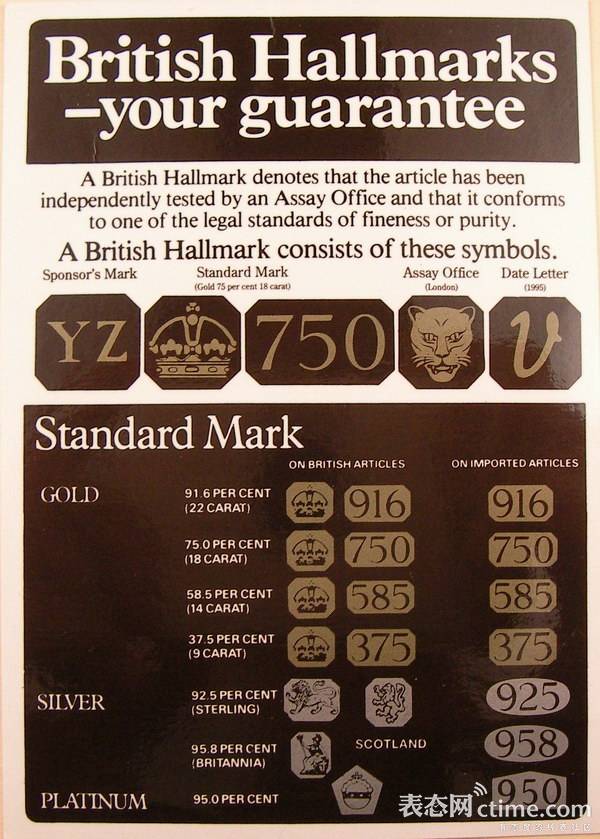 British Hallmarks
–your guarantee
A British Hallmark denotes that the article has been
independently tested by an Assay Office and that it conforms
to one of the legal standards of fineness or purity.
A British Hallmark consists of these symbols.
Sponsor's Mark Standard Mark Assay Office Date Letter
(Gold 75 per cent 18 carat) (London) (1995)
YZ 750 v
Standard Mark
ON BRITISH ARTICLES ON IMPORTED ARTICLES
GOLD 91.6 PER CENT 916 916
(22 CARAT)
75.0 PER CENT 750 750
(18 CARAT)
58.5 PER CENT 585 585
(14 CARAT)
37.5 PER CENT 375 375
(9 CARAT)
SILVER 92.5 PER CENT 925
(STERLING)
95.8 PER CENT SCOTLAND 958
(BRITANNIA)
PLATINUM 95.0 PER CENT 950
表态网 ctime.com